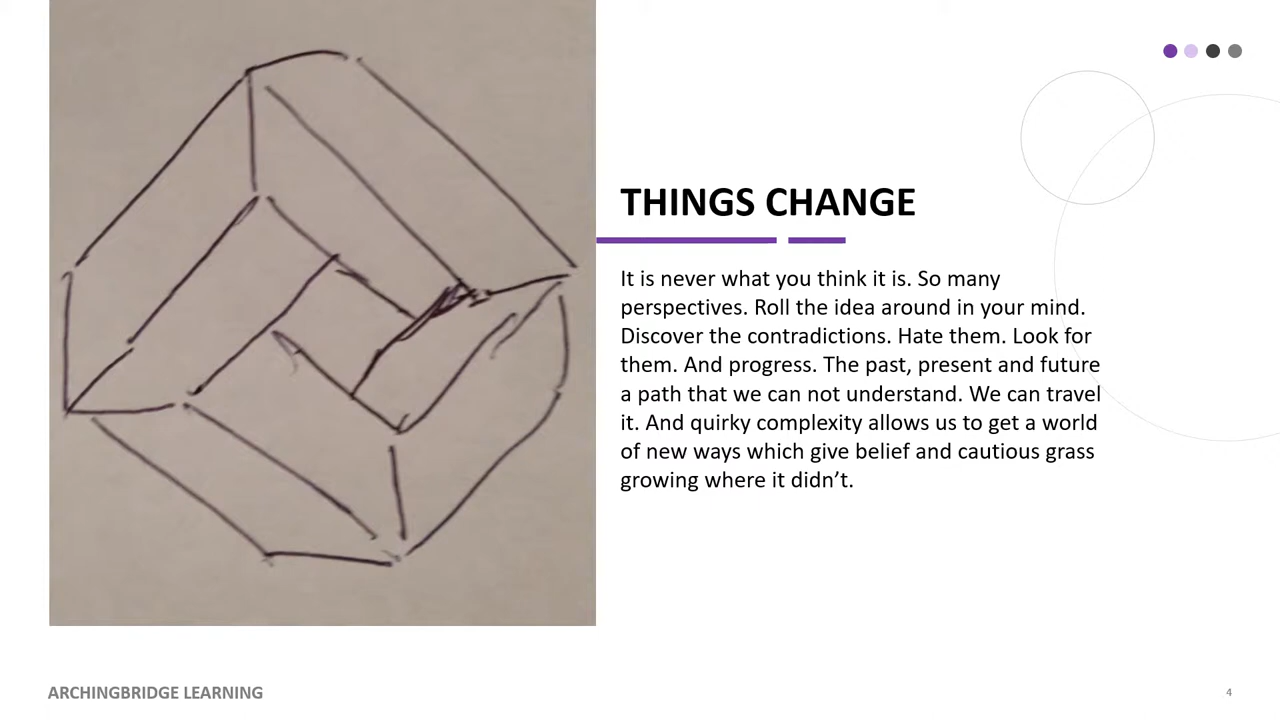 THINGS CHANGE
It is never what you think it is. So many
perspectives. Roll the idea around in your mind.
Discover the contradictions. Hate them. Look for
them. And progress. The past, present and future
a path that we can not understand. We can travel
it. And quirky complexity allows us to get a world
of new ways which give belief and cautious grass
growing where it didn’t.
ARCHINGBRIDGE LEARNING
4